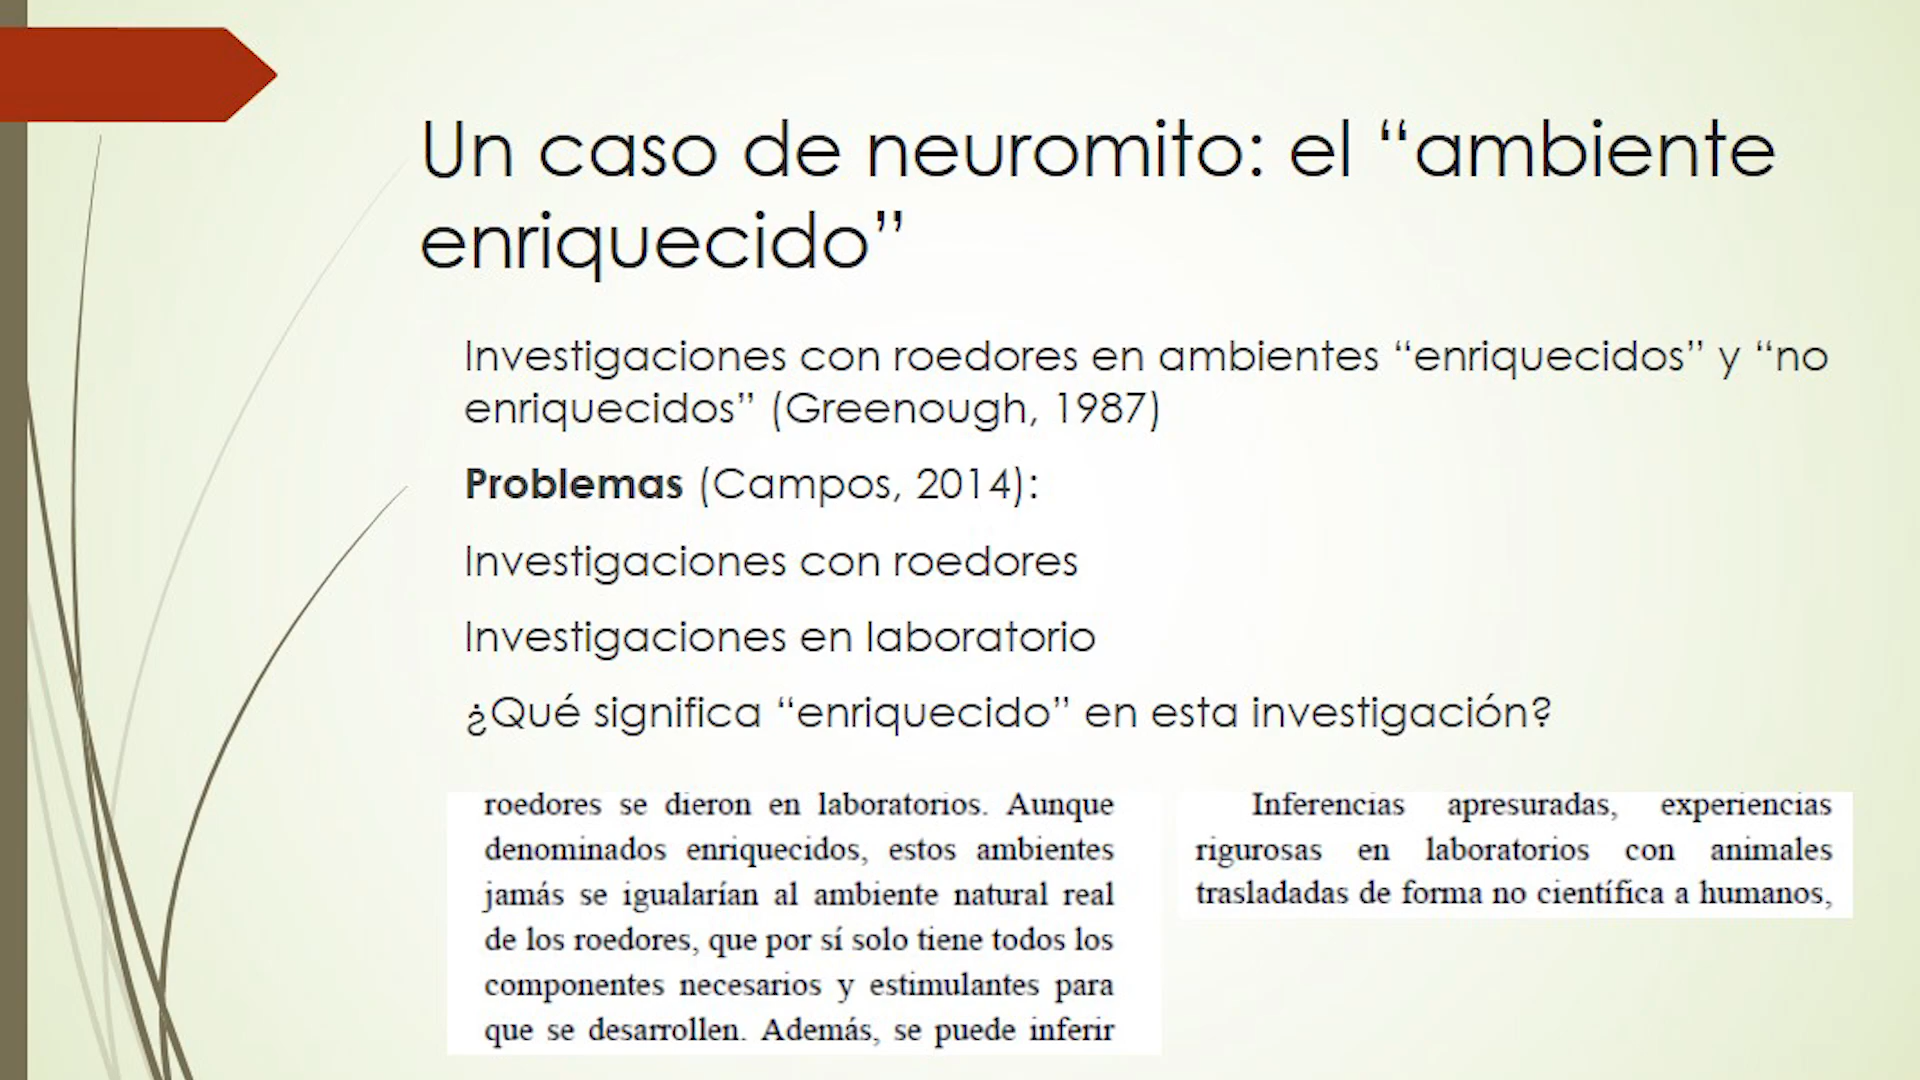 Un caso de neuromito: el “ambiente
enriquecido”
Investigaciones con roedores en ambientes “enriquecidos” y “no
enriquecidos” (Greenough, 1987)
Problemas (Campos, 2014):
Investigaciones con roedores
Investigaciones en laboratorio
¿Qué significa “enriquecido” en esta investigación?
roedores se dieron en laboratorios. Aunque
denominados enriquecidos, estos ambientes
jamás se igualarían al ambiente natural real
de los roedores, que por sí solo tiene todos los
componentes necesarios y estimulantes para
que se desarrollen. Además, se puede inferir
Inferencias apresuradas, experiencias
rigurosas en laboratorios con animales
trasladadas de forma no científica a humanos,